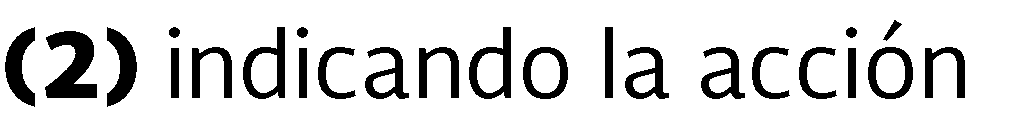 (2) indicando la acción